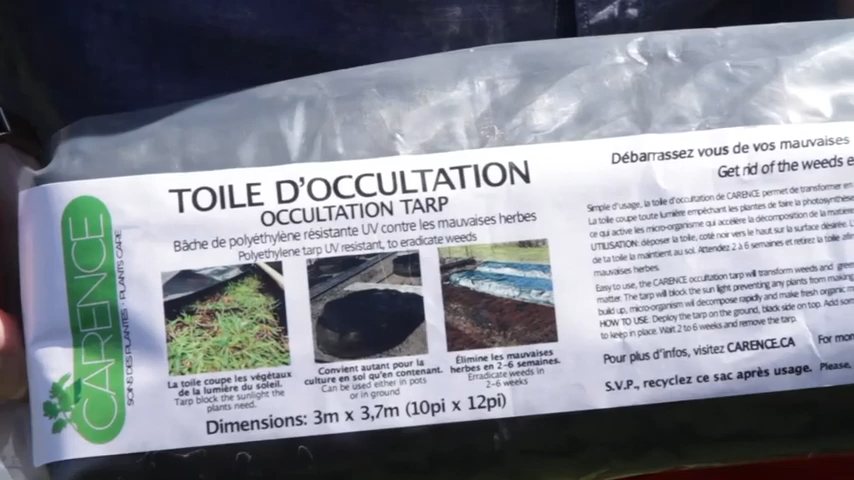 CARENCE
SOINS DES PLANTES • PLANTS CARE
TOILE D'OCCULTATION
OCCULTATION TARP
Bâche de polyéthylène résistante UV contre les mauvaises herbes
Polyethylene tarp UV resistant, to eradicate weeds
La toile coupe les végétaux
de la lumière du soleil.
Tarp block the sunlight the
plants need.
Convient autant pour la
culture en sol qu'en contenant.
Can be used either in pots
or in ground
Élimine les mauvaises
herbes en 2-6 semaines.
Erradicate weeds in
2-6 weeks
Dimensions: 3m x 3,7m (10pi x 12pi)
Débarrassez vous de vos mauvaises
Get rid of the weeds
Simple d'usage, la toile d'occultation de CARENCE permet de transformer en
La toile coupe toute lumière empêchant les plantes de faire la photosynthèse
ce qui active les micro-organisme qui accélère la décomposition de la matière
UTILISATION: déposer la toile, coté noir vers le haut sur la surface désirée.
de la toile la maintient au sol. Attendez 2 à 6 semaines et retirez la toile
mauvaises herbes.
Easy to use, the CARENCE occultation tarp will transform weeds and
matter. The tarp will block the sun light preventing any plants from making
build up, micro-organism will decompose rapidly and make fresh organic
HOW TO USE: Deploy the tarp on the ground, black side on top. Add
to keep in place. Wait 2 to 6 weeks and remove the tarp.
Pour plus d'infos, visitez CARENCE.CA For
S.V.P., recyclez ce sac après usage. Please,